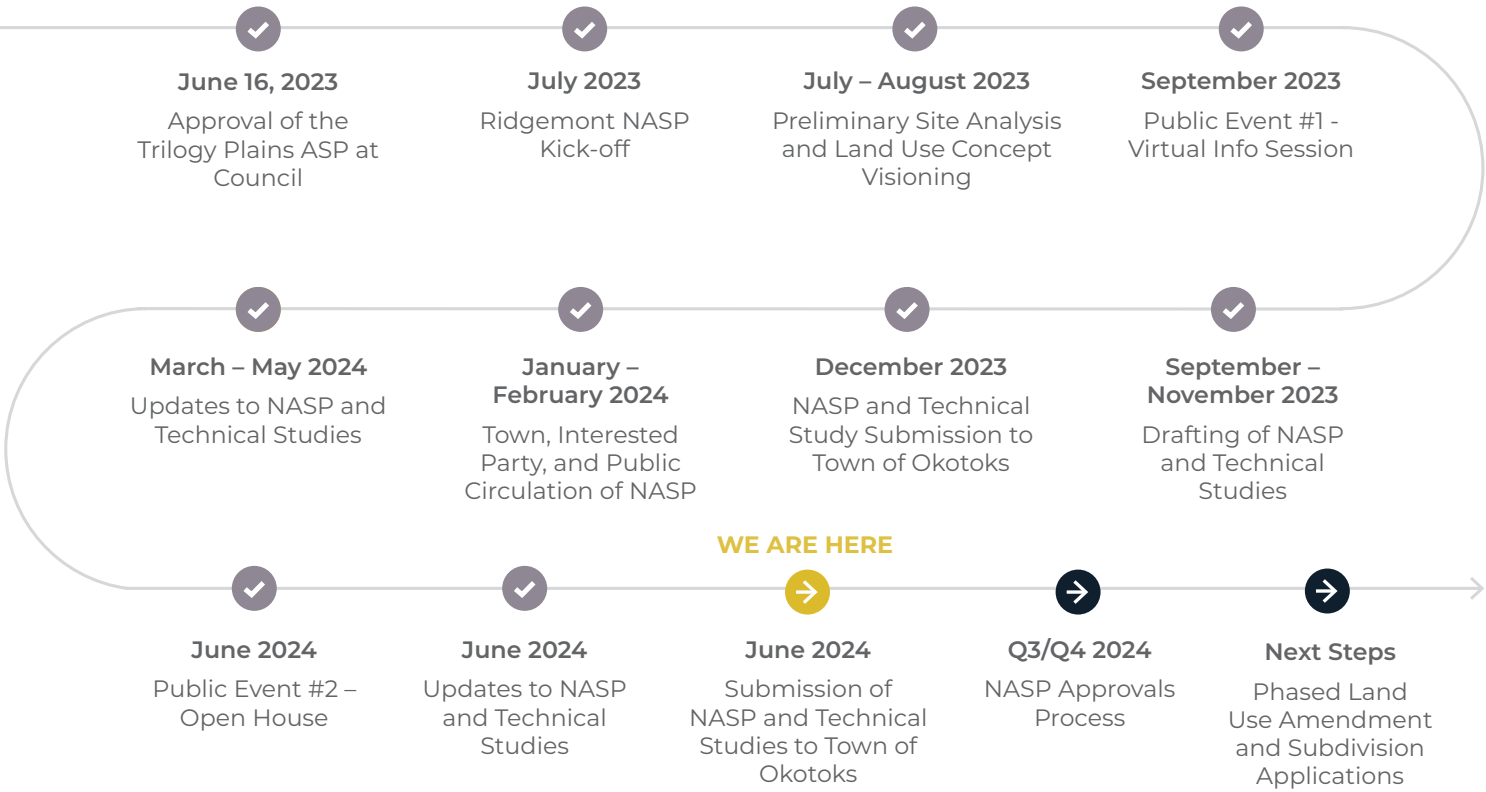 June 16, 2023
Approval of the
Trilogy Plains ASP at
Council
July 2023
Ridgemont NASP
Kick-off
July – August 2023
Preliminary Site Analysis
and Land Use Concept
Visioning
September 2023
Public Event #1 -
Virtual Info Session
September –
November 2023
Drafting of NASP
and Technical
Studies
December 2023
NASP and Technical
Study Submission to
Town of Okotoks
January –
February 2024
Town, Interested
Party, and Public
Circulation of NASP
March – May 2024
Updates to NASP and
Technical Studies
June 2024
Public Event #2 –
Open House
June 2024
Updates to NASP
and Technical
Studies
WE ARE HERE
June 2024
Submission of
NASP and Technical
Studies to Town of
Okotoks
Q3/Q4 2024
NASP Approvals
Process
Next Steps
Phased Land
Use Amendment
and Subdivision
Applications